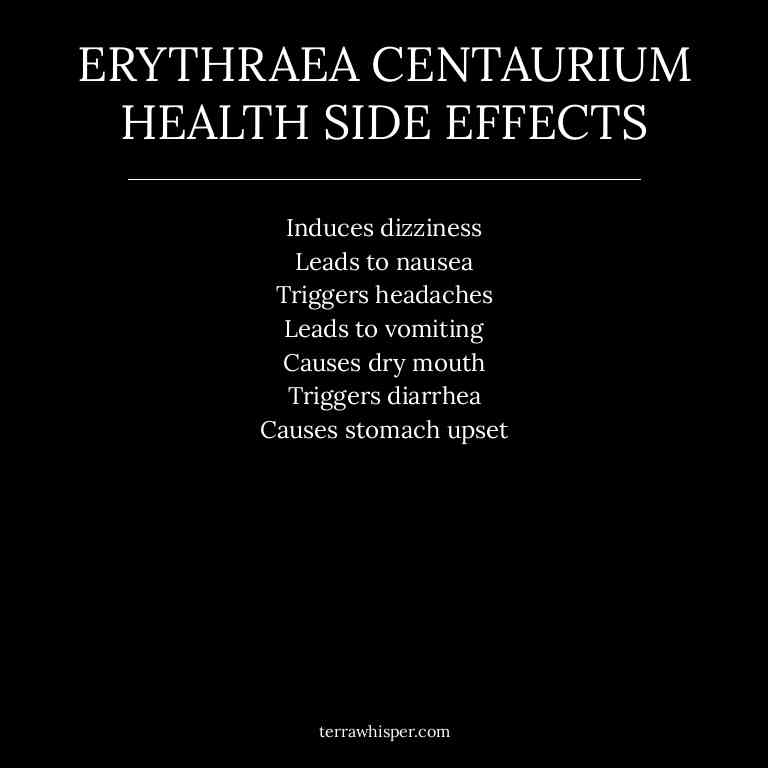 ERYTHRAEA CENTAURIUM
HEALTH SIDE EFFECTS
Induces dizziness
Leads to nausea
Triggers headaches
Leads to vomiting
Causes dry mouth
Triggers diarrhea
Causes stomach upset
terrawhisper.com